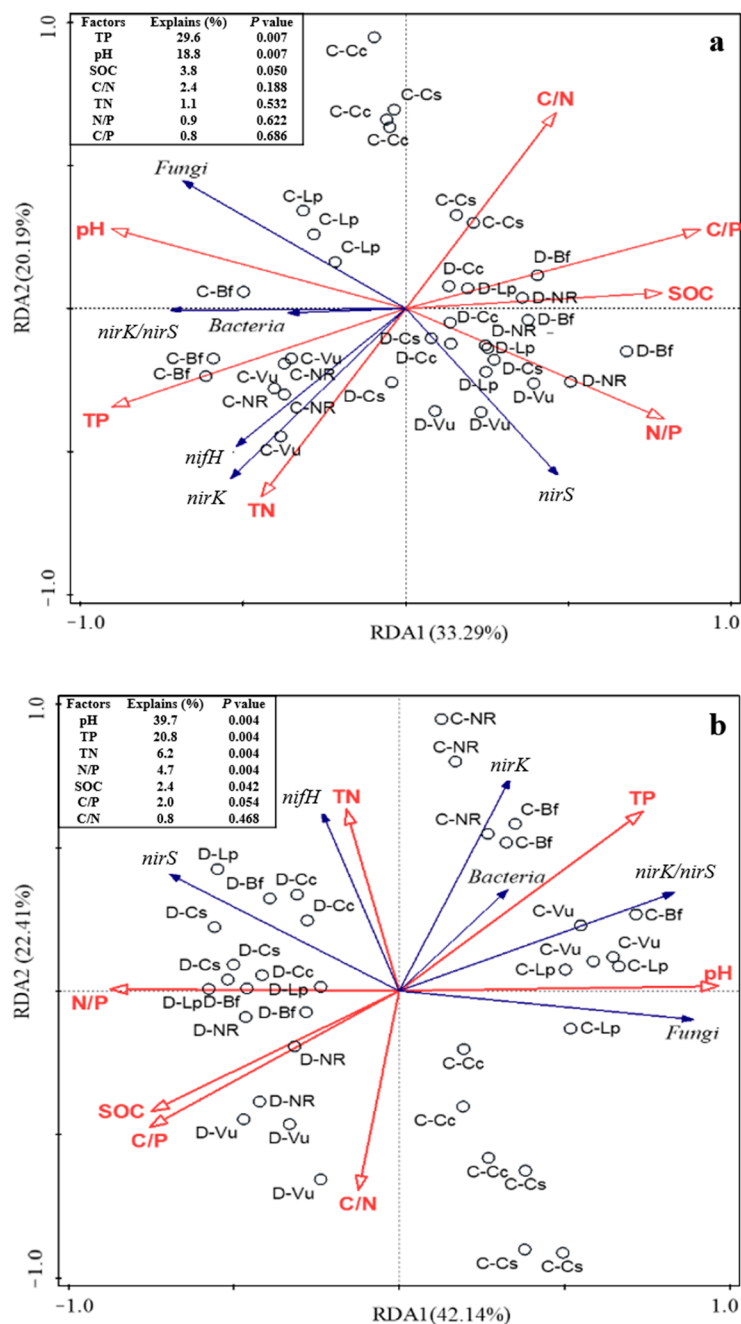 Factors Explains (%) P value
TP 29.6 0.007
pH 18.8 0.007
SOC 3.8 0.050
C/N 2.4 0.188
TN 1.1 0.532
N/P 0.9 0.622
C/P 0.8 0.686
a
1.0
C-Cc
C-Cs
C-Cc
C-Cc
C/N
Fungi
C-Lp
C-Lp
C-Lp
C-Cs
C-Cs
pH
C/P
D-Bf
D-Cc
D-Lp
SOC
C-Bf
D-NR
RDA2 (20.19%)
nirK/nirS
Bacteria
D-Cc
D-Bf
D-NR
D-Cs
C-Bf
C-Vu
D-Cc
D-Lp
D-Bf
C-Bf
C-NR
D-Cs
C-Vu
D-Lp
D-NR
TP
C-NR
C-NR
D-Cs
D-Vu
N/P
D-Vu
D-Vu
nifH
C-Vu
nirK
TN
nirS
-1.0
-1.0
RDA1 (33.29%)
1.0
Factors Explains (%) P value
pH 39.7 0.004
TP 20.8 0.004
TN 6.2 0.004
N/P 4.7 0.004
SOC 2.4 0.042
C/P 2.0 0.054
C/N 0.8 0.468
b
1.0
C-NR
C-NR
nirK
nifH
TN
TP
C-NR
C-Bf
C-Bf
nirS
D-Lp
D-Bf
D-Cc
D-Cc
Bacteria
nirK/nirS
D-Cs
C-Vu
C-Bf
D-Cs
C-Vu
C-Vu
D-Cc
C-Lp
C-Lp
pH
RDA2 (22.41%)
N/P
D-Lp
D-Bf
D-Lp
D-NR
D-Bf
Fungi
C-Lp
D-NR
C-Cc
SOC
D-NR
C-Cc
C/P
D-Vu
D-Vu
C-Cc
C-Cs
D-Vu
C/N
C-Cs
C-Cs
-1.0
-1.0
RDA1 (42.14%)
1.0